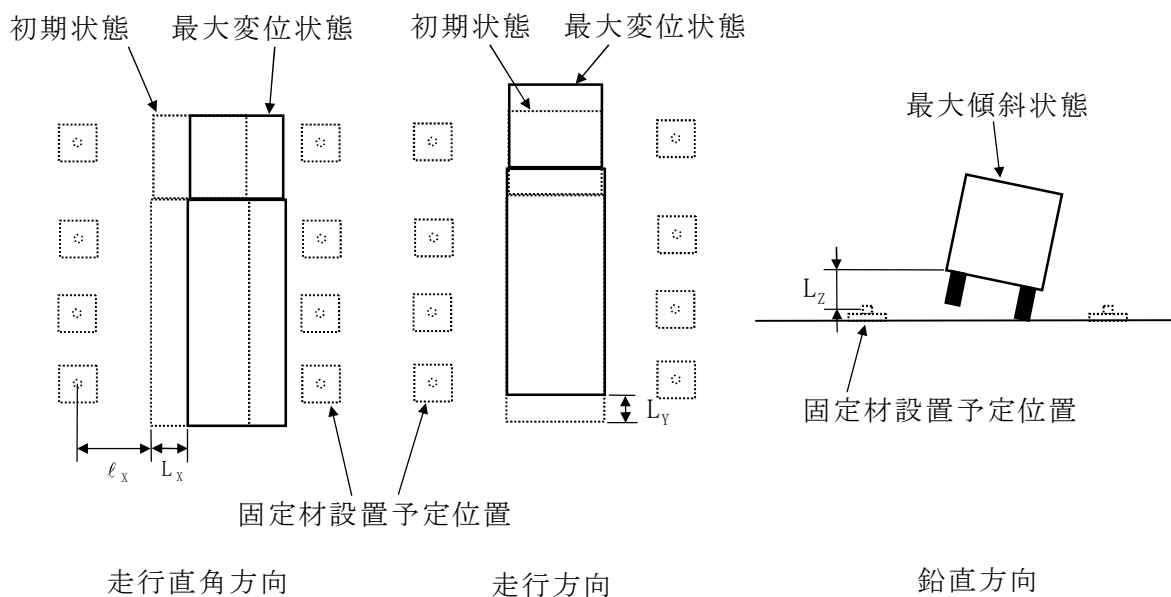 初期状態
最大変位状態
初期状態
最大変位状態
最大傾斜状態
L_Z
固定材設置予定位置
L_Y
ℓ_X
L_X
固定材設置予定位置
走行直角方向
走行方向
鉛直方向